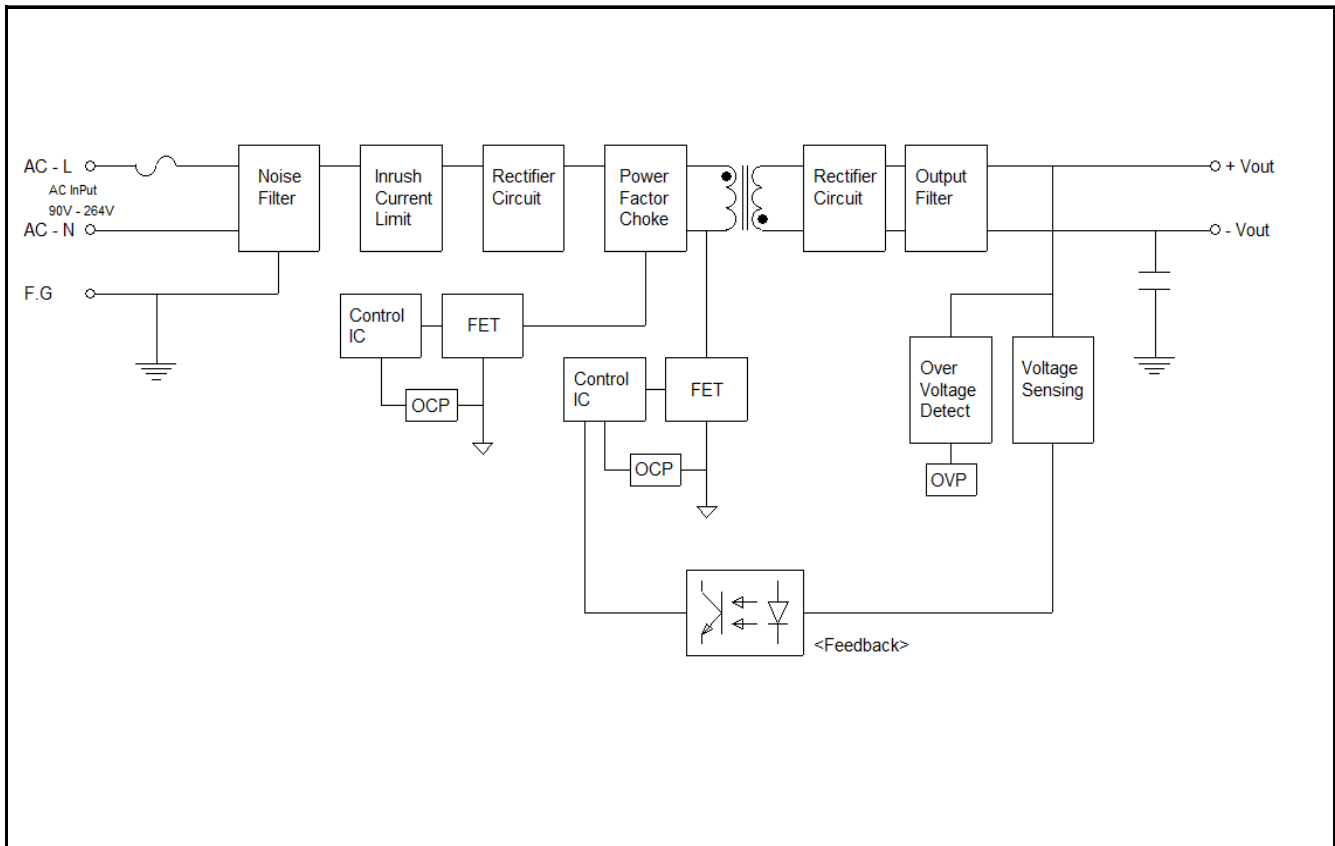 AC - L
AC InPut
90V - 264V
AC - N
F.G
Noise
Filter
Inrush
Current
Limit
Rectifier
Circuit
Power
Factor
Choke
Rectifier
Circuit
Output
Filter
+ Vout
- Vout
Control
IC
FET
OCP
Control
IC
FET
OCP
Over
Voltage
Detect
OVP
Voltage
Sensing
<Feedback>